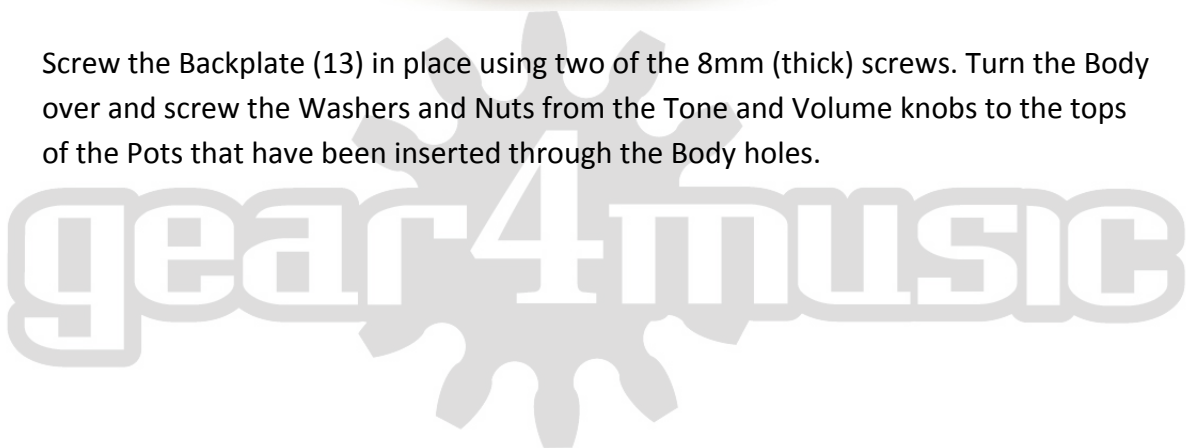 Screw the Backplate (13) in place using two of the 8mm (thick) screws. Turn the Body
over and screw the Washers and Nuts from the Tone and Volume knobs to the tops
of the Pots that have been inserted through the Body holes.
gear4music